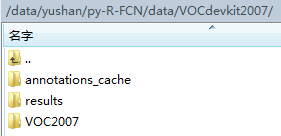 /data/yushan/py-R-FCN/data/VOCdevkit2007/
名字
..
annotations_cache
results
VOC2007